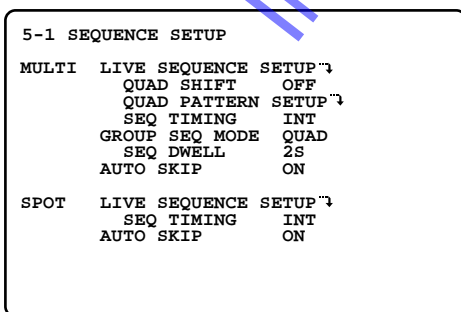 5-1 SEQUENCE SETUP
MULTI LIVE SEQUENCE SETUP
QUAD SHIFT OFF
QUAD PATTERN SETUP
SEQ TIMING INT
GROUP SEQ MODE QUAD
SEQ DWELL 2S
AUTO SKIP ON
SPOT LIVE SEQUENCE SETUP
SEQ TIMING INT
AUTO SKIP ON